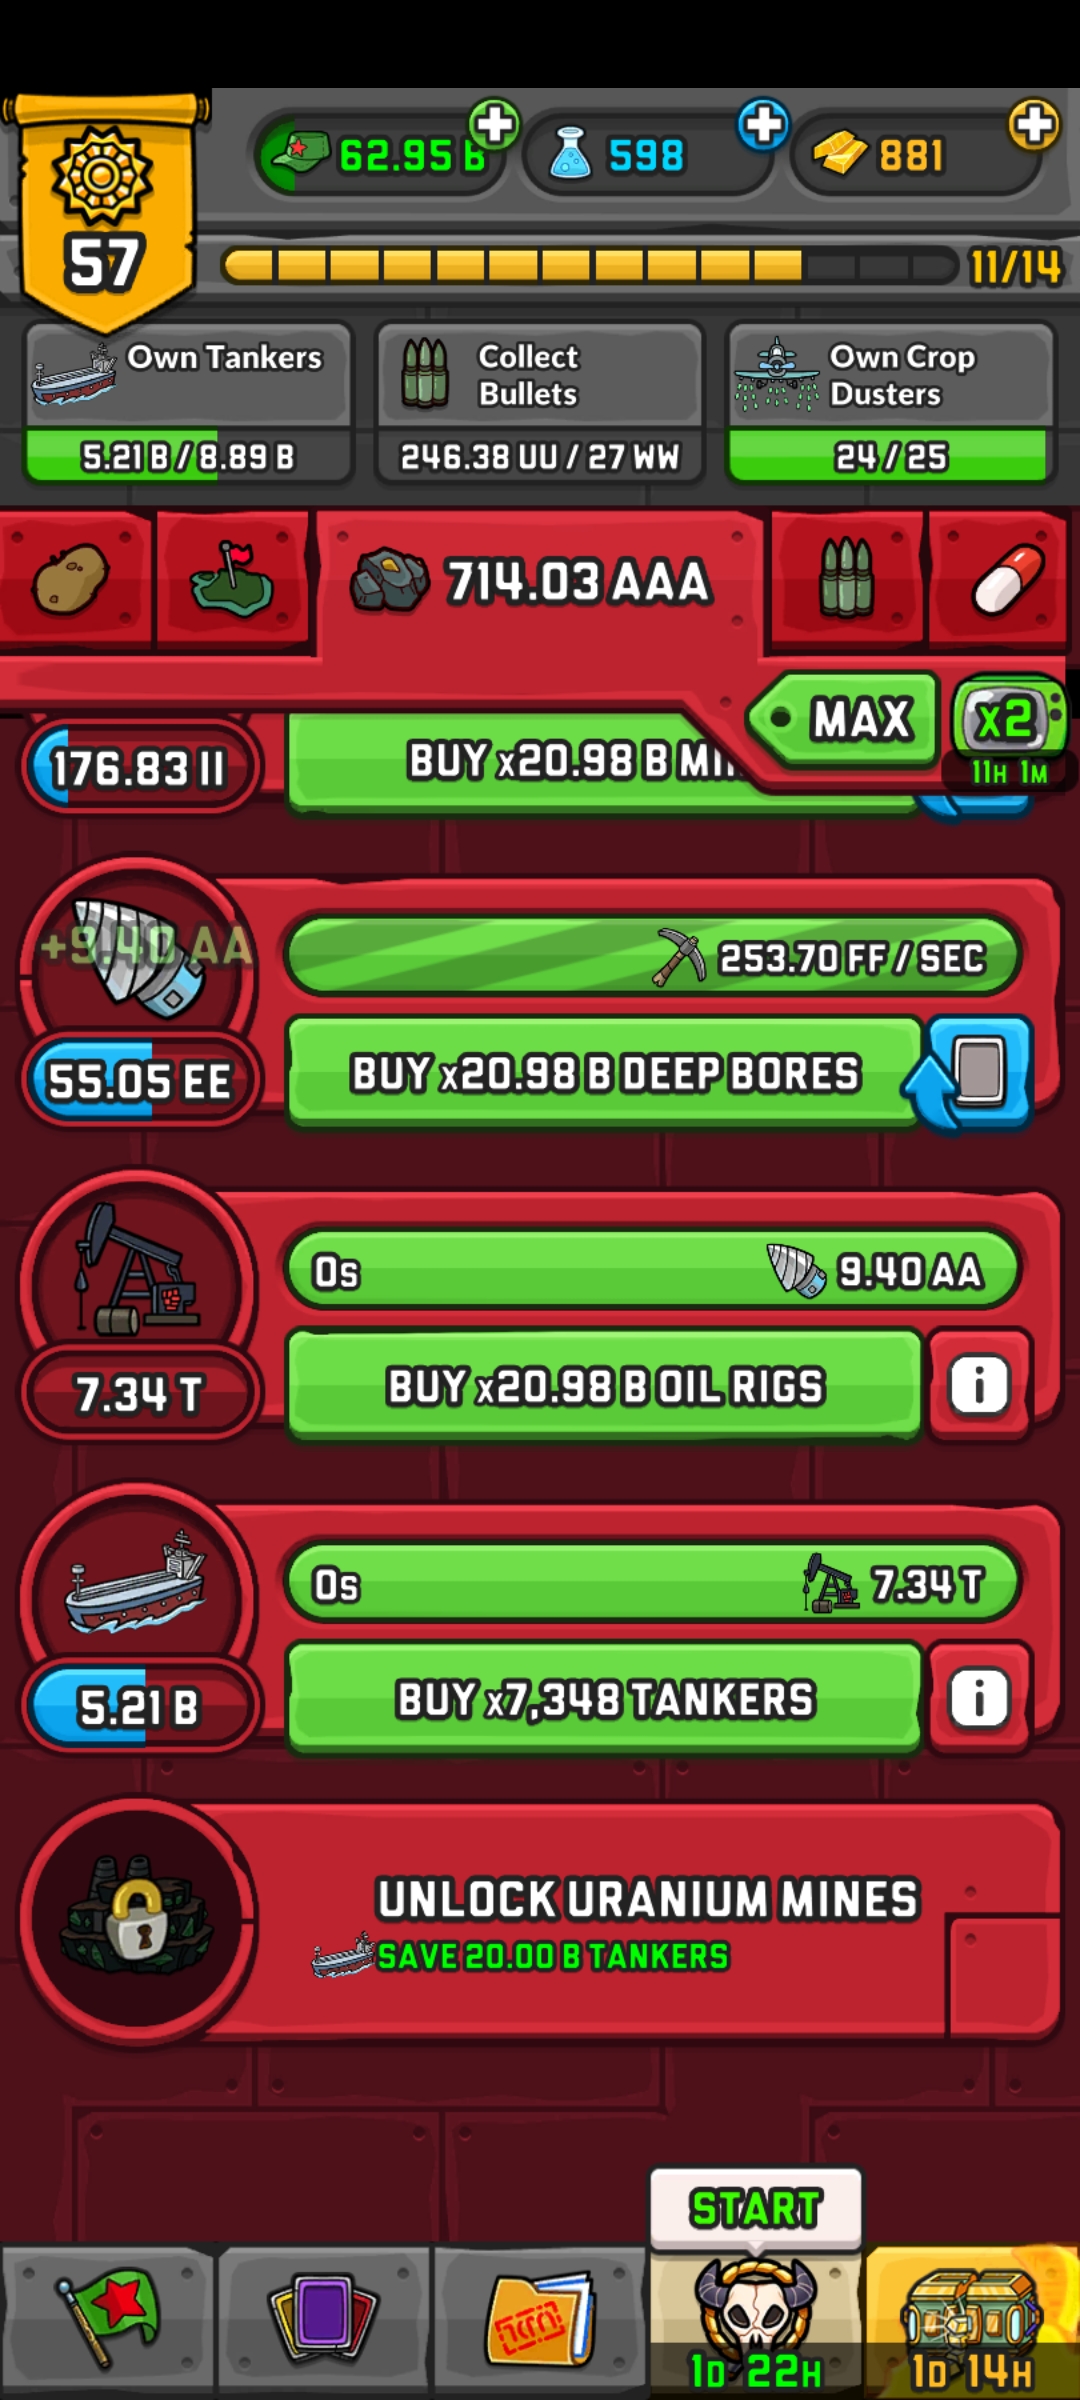 62.95 B
598
881
57
11/14
Own Tankers
5.21 B / 8.89 B
Collect
Bullets
246.38 UU / 27 WW
Own Crop
Dusters
24 / 25
714.03 AAA
MAX
x2
11H 1M
176.83 II
BUY x20.98 B
+9.40 AA
253.70 FF / SEC
55.05 EE
BUY x20.98 B DEEP BORES
0s
9.40 AA
7.34 T
BUY x20.98 B OIL RIGS
i
0s
7.34 T
5.21 B
BUY x7,348 TANKERS
i
UNLOCK URANIUM MINES
SAVE 20.00 B TANKERS
START
1D 22H
1D 14H